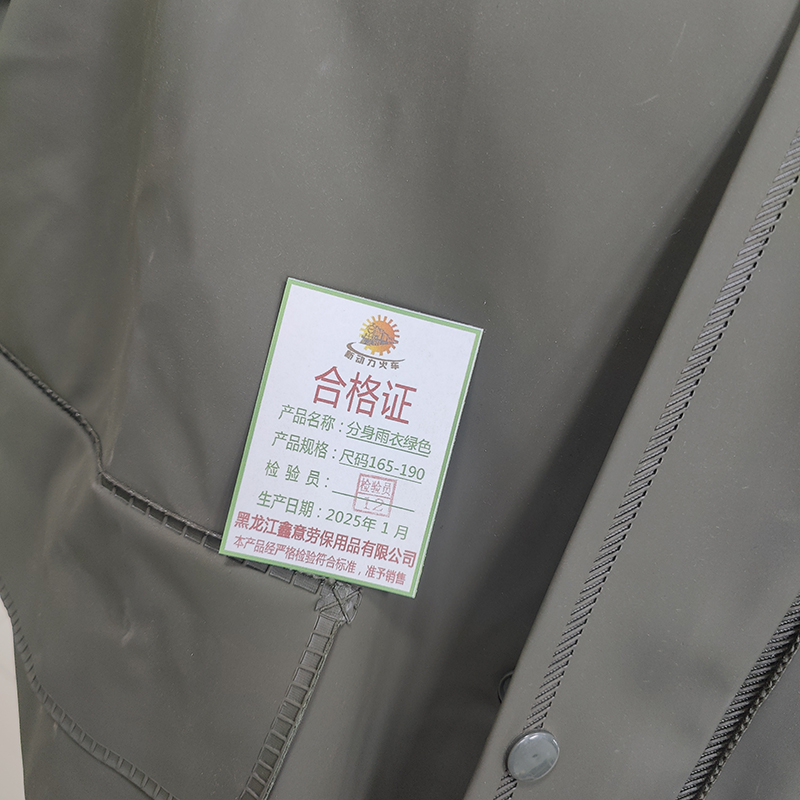 新动力火车
合格证
产品名称：分身雨衣绿色
产品规格：尺码165-190
检验员：
检验员
12
生产日期：2025年1月
黑龙江鑫意劳保用品有限公司
本产品经严格检验符合标准，准予销售